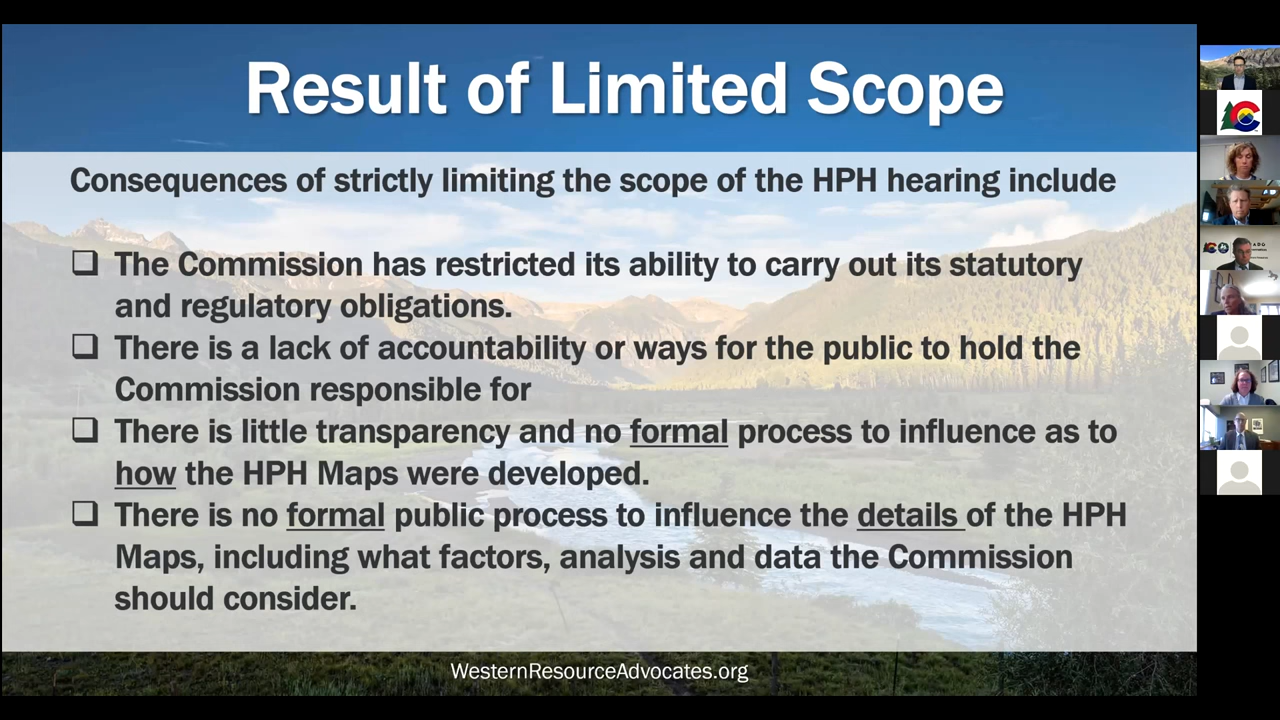 Result of Limited Scope
Consequences of strictly limiting the scope of the HPH hearing include
❑ The Commission has restricted its ability to carry out its statutory
and regulatory obligations.
❑ There is a lack of accountability or ways for the public to hold the
Commission responsible for
❑ There is little transparency and no formal process to influence as to
how the HPH Maps were developed.
❑ There is no formal public process to influence the details of the HPH
Maps, including what factors, analysis and data the Commission
should consider.
WesternResourceAdvocates.org